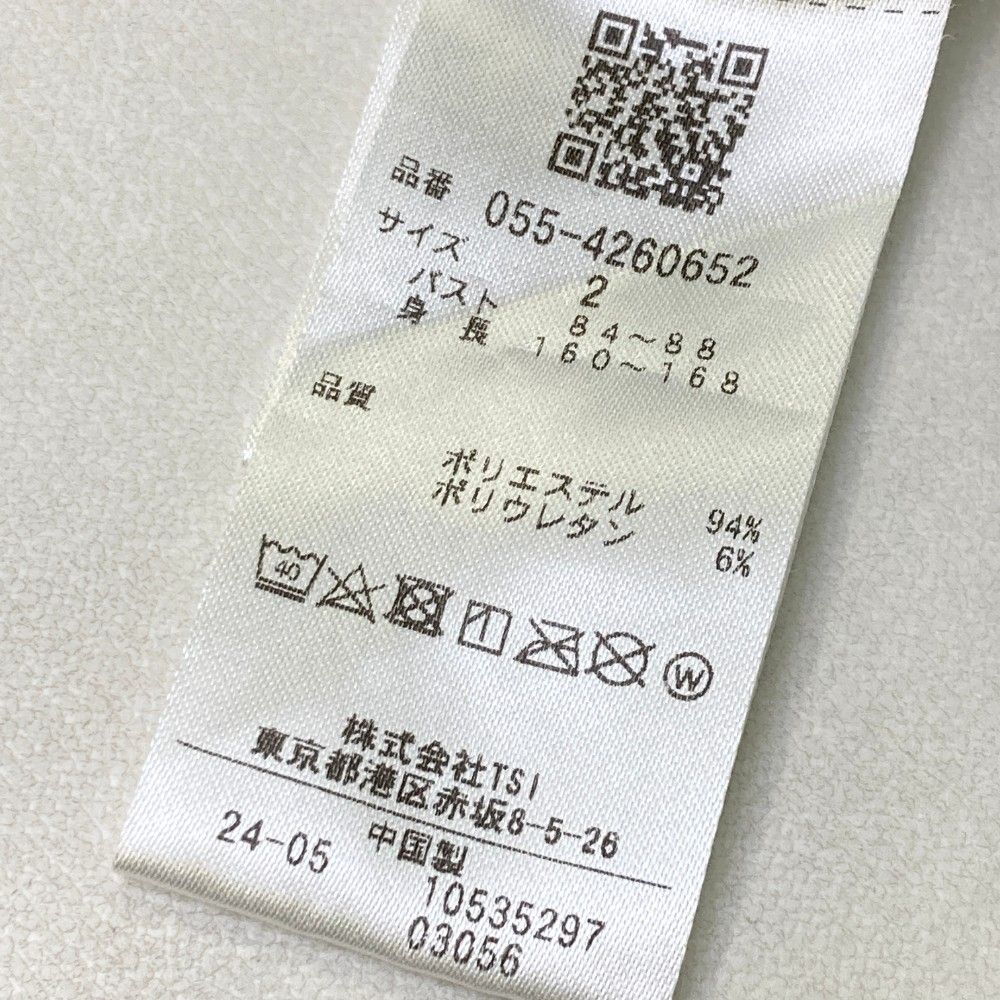 品番 055-4260652
サイズ 2
バスト 84～88
身長 160～168
品質
ポリエステル 94%
ポリウレタン 6%
40
W
株式会社TSI
東京都港区赤坂8-5-26
24-05 中国製
10535297
03056